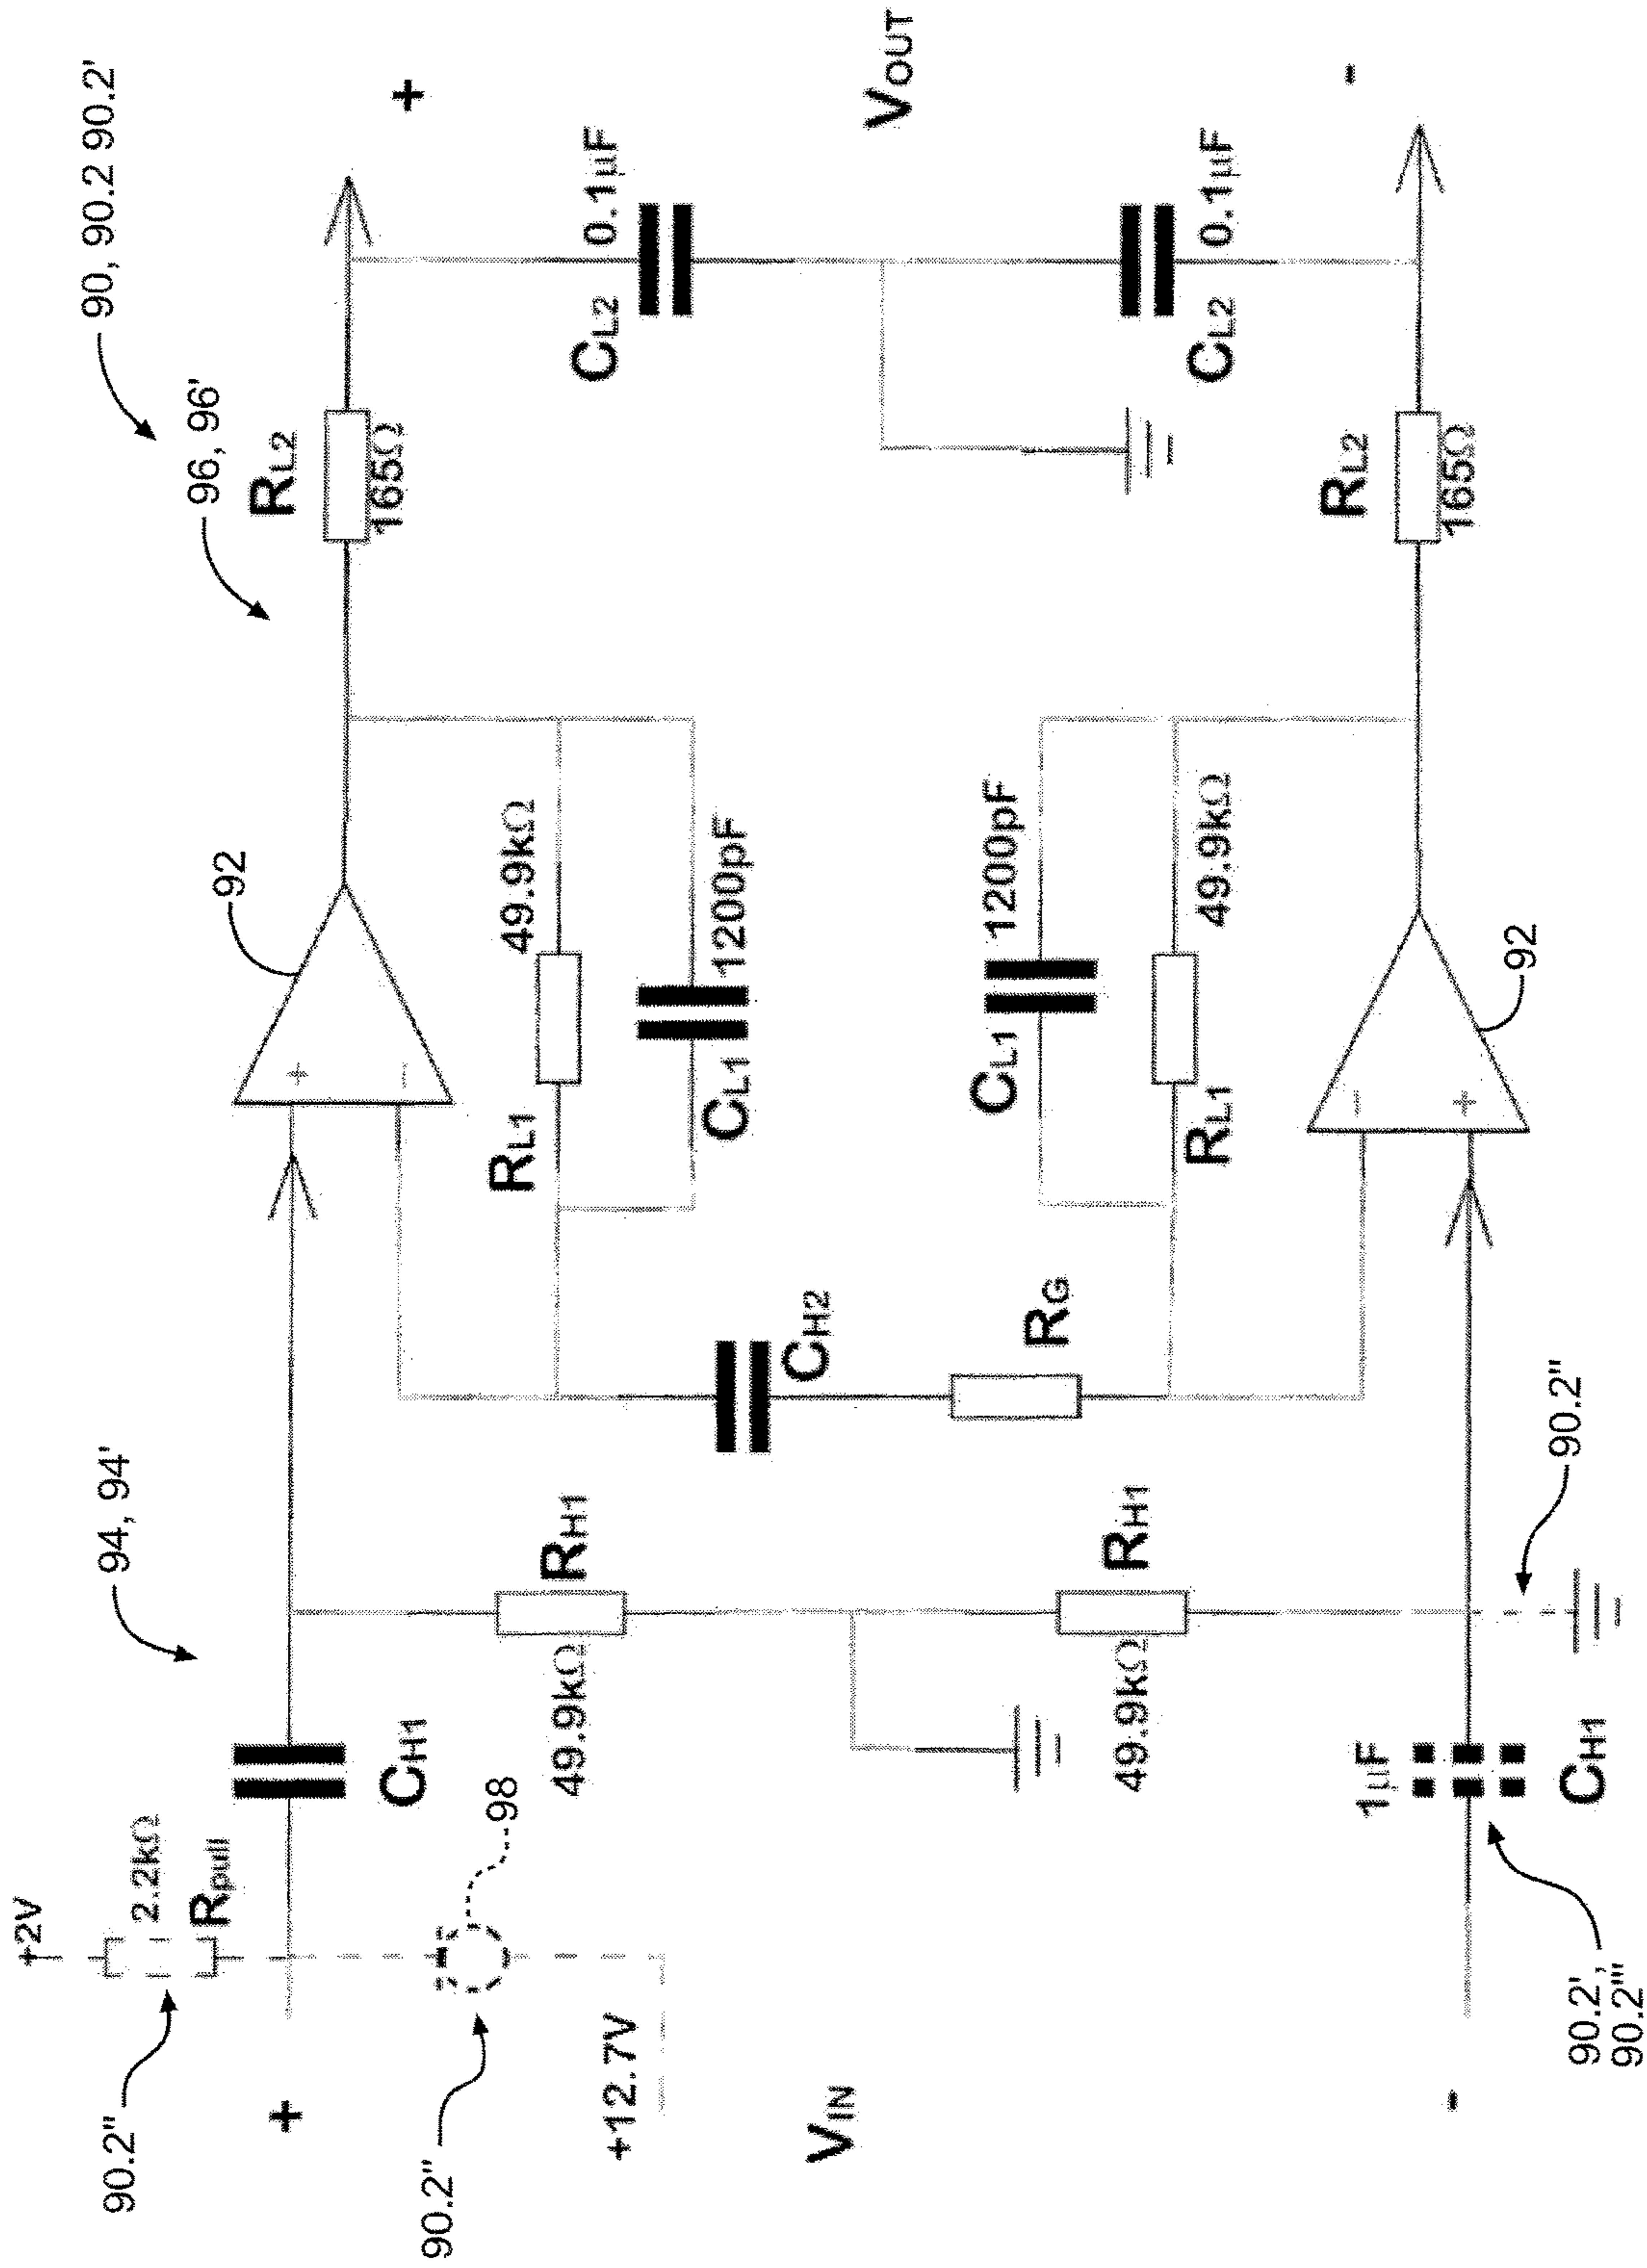 90, 90.2 90.2'
96, 96'
94, 94'
+2V
2.2kΩ
Rpull
90.2"
+
CH1
92
+
−
RL2
165Ω
+
98
90.2"
+12.7V
RH1
49.9kΩ
RL1
49.9kΩ
CL1
1200pF
CL2
0.1µF
VIN
CH2
RG
VOUT
RH1
49.9kΩ
CL1
1200pF
RL1
49.9kΩ
CL2
0.1µF
−
+
92
RL2
165Ω
-
1µF
CH1
-
90.2"
90.2',
90.2'''